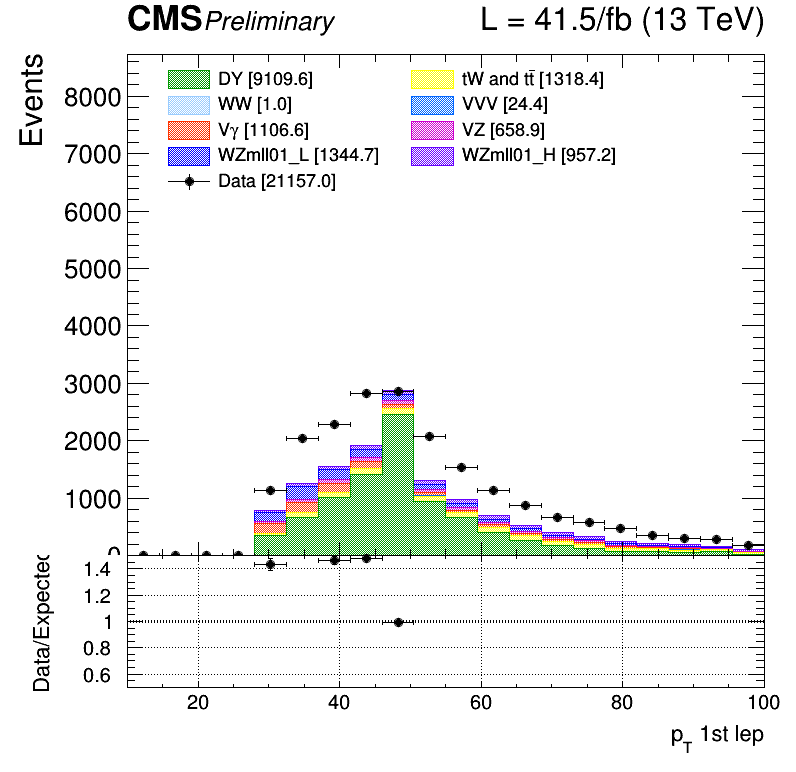 CMS Preliminary L = 41.5/fb (13 TeV)
Events
DY [9109.6] tW and tt̄ [1318.4]
WW [1.0] VVV [24.4]
Vγ [1106.6] VZ [658.9]
WZmll01_L [1344.7] WZmll01_H [957.2]
Data [21157.0]
8000
7000
6000
5000
4000
3000
2000
1000
0
Data/Expected
1.4
1.2
1
0.8
0.6
20 40 60 80 100
p_T 1st lep